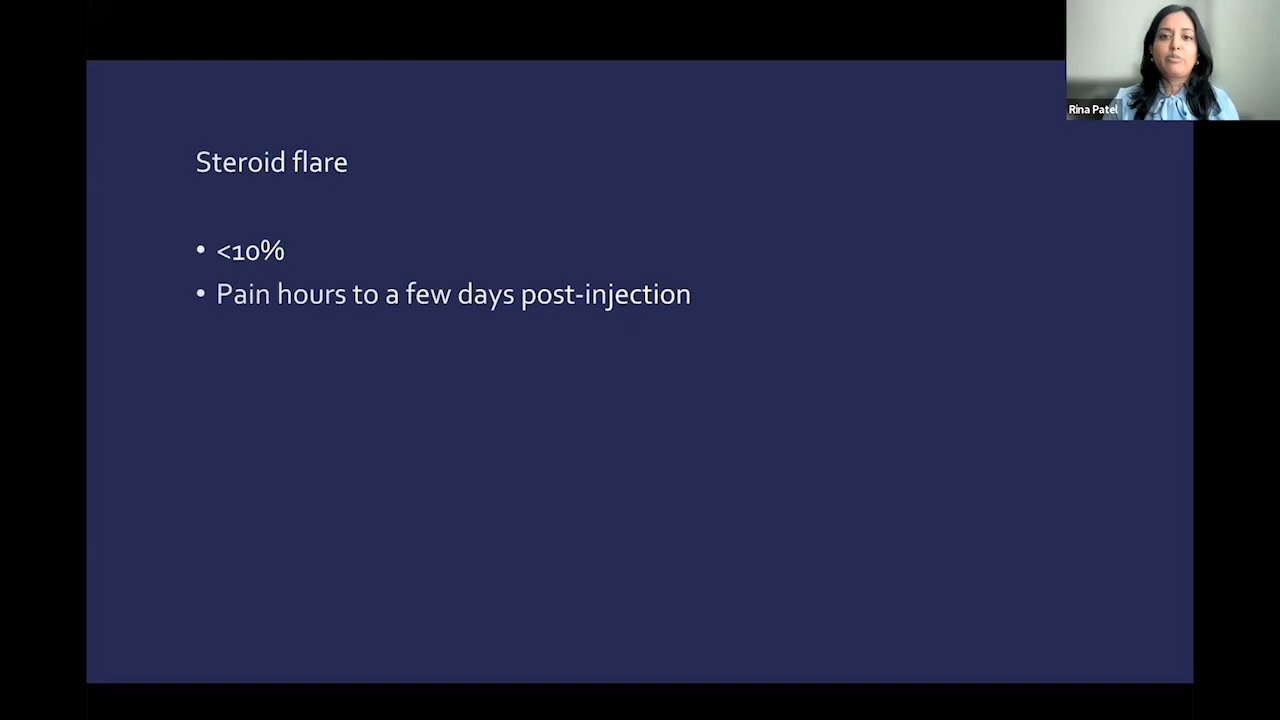 Rina Patel
Steroid flare
• <10%
• Pain hours to a few days post-injection